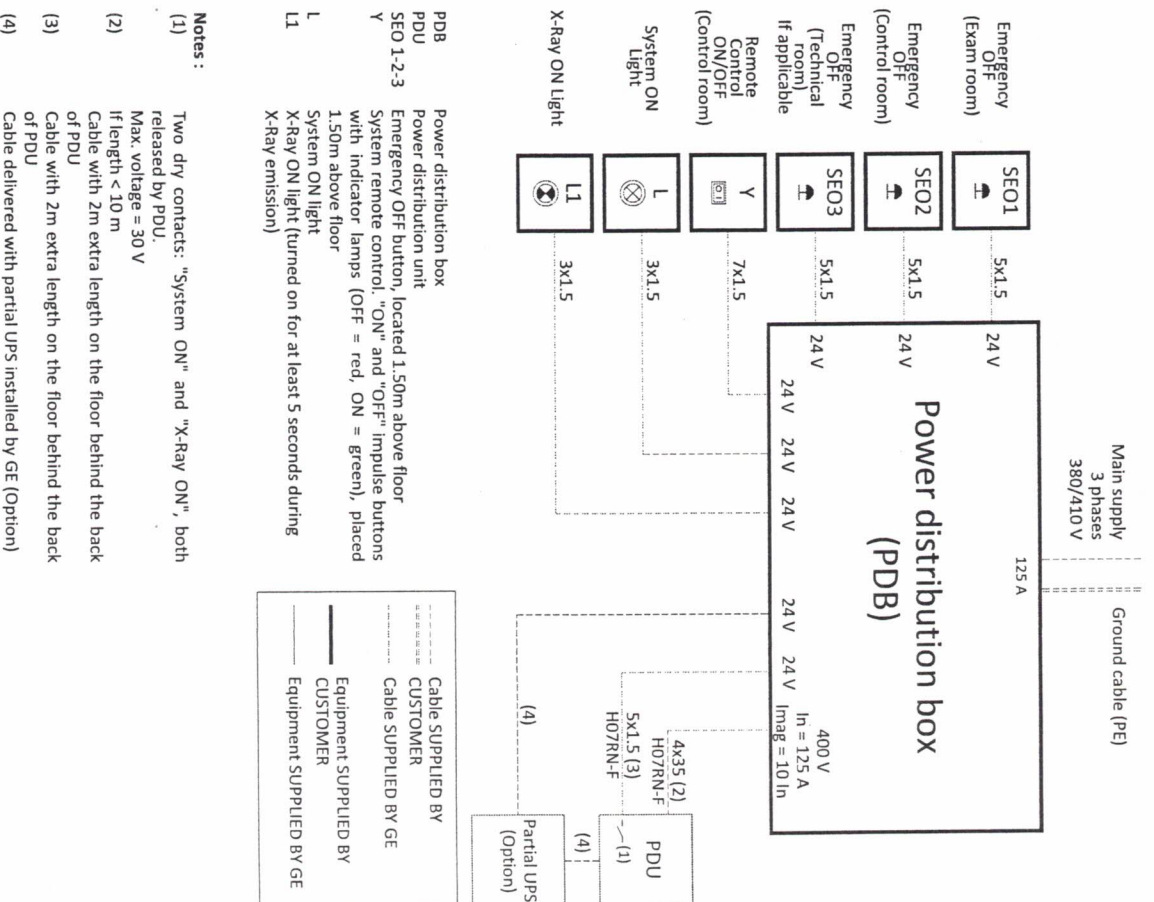 Main supply
3 phases
380/410 V
Ground cable (PE)
125 A
Power distribution box
(PDB)
Emergency
OFF
(Exam room)
SEO1
5x1.5
24 V
Emergency
OFF
(Control room)
SEO2
5x1.5
24 V
Emergency
OFF
(Technical
room)
If applicable
SEO3
5x1.5
24 V
Remote
Control
ON/OFF
(Control room)
Y
7x1.5
24 V
System ON
Light
L
3x1.5
24 V
X-Ray ON Light
L1
3x1.5
24 V
24 V
24 V
400 V
In = 125 A
Imag = 10 In
4x35 (2)
H07RN-F
5x1.5 (3)
H07RN-F
(4)
(1)
PDU
(4)
Partial UPS
(Option)
PDB Power distribution box
PDU Power distribution unit
SEO 1-2-3 Emergency OFF button, located 1.50m above floor
Y System remote control. "ON" and "OFF" impulse buttons
with indicator lamps (OFF = red, ON = green), placed
1.50m above floor
L System ON light
L1 X-Ray ON light (turned on for at least 5 seconds during
X-Ray emission)
Cable SUPPLIED BY
CUSTOMER
Cable SUPPLIED BY GE
Equipment SUPPLIED BY
CUSTOMER
Equipment SUPPLIED BY GE
Notes :
(1) Two dry contacts: "System ON" and "X-Ray ON", both
released by PDU.
Max. voltage = 30 V
(2) If length < 10 m
Cable with 2m extra length on the floor behind the back
of PDU
(3) Cable with 2m extra length on the floor behind the back
of PDU
(4) Cable delivered with partial UPS installed by GE (Option)